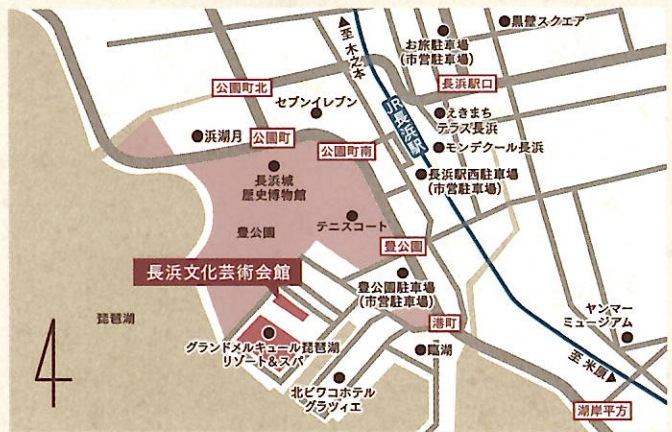 ▲至 木之本
お旅駐車場
(市営駐車場)
黒壁スクエア
公園町北
セブンイレブン
長浜駅口
JR長浜駅
えきまち
テラス長浜
浜湖月
公園町
公園町南
モンデクール長浜
長浜城
歴史博物館
長浜駅西駐車場
(市営駐車場)
テニスコート
豊公園
豊公園
長浜文化芸術会館
豊公園駐車場
(市営駐車場)
琵琶湖
港町
ヤンマー
ミュージアム
グランドメルキュール琵琶湖
リゾート&スパ
臨湖
至 米原▶
北ビワコホテル
グラツィエ
湖岸平方
4